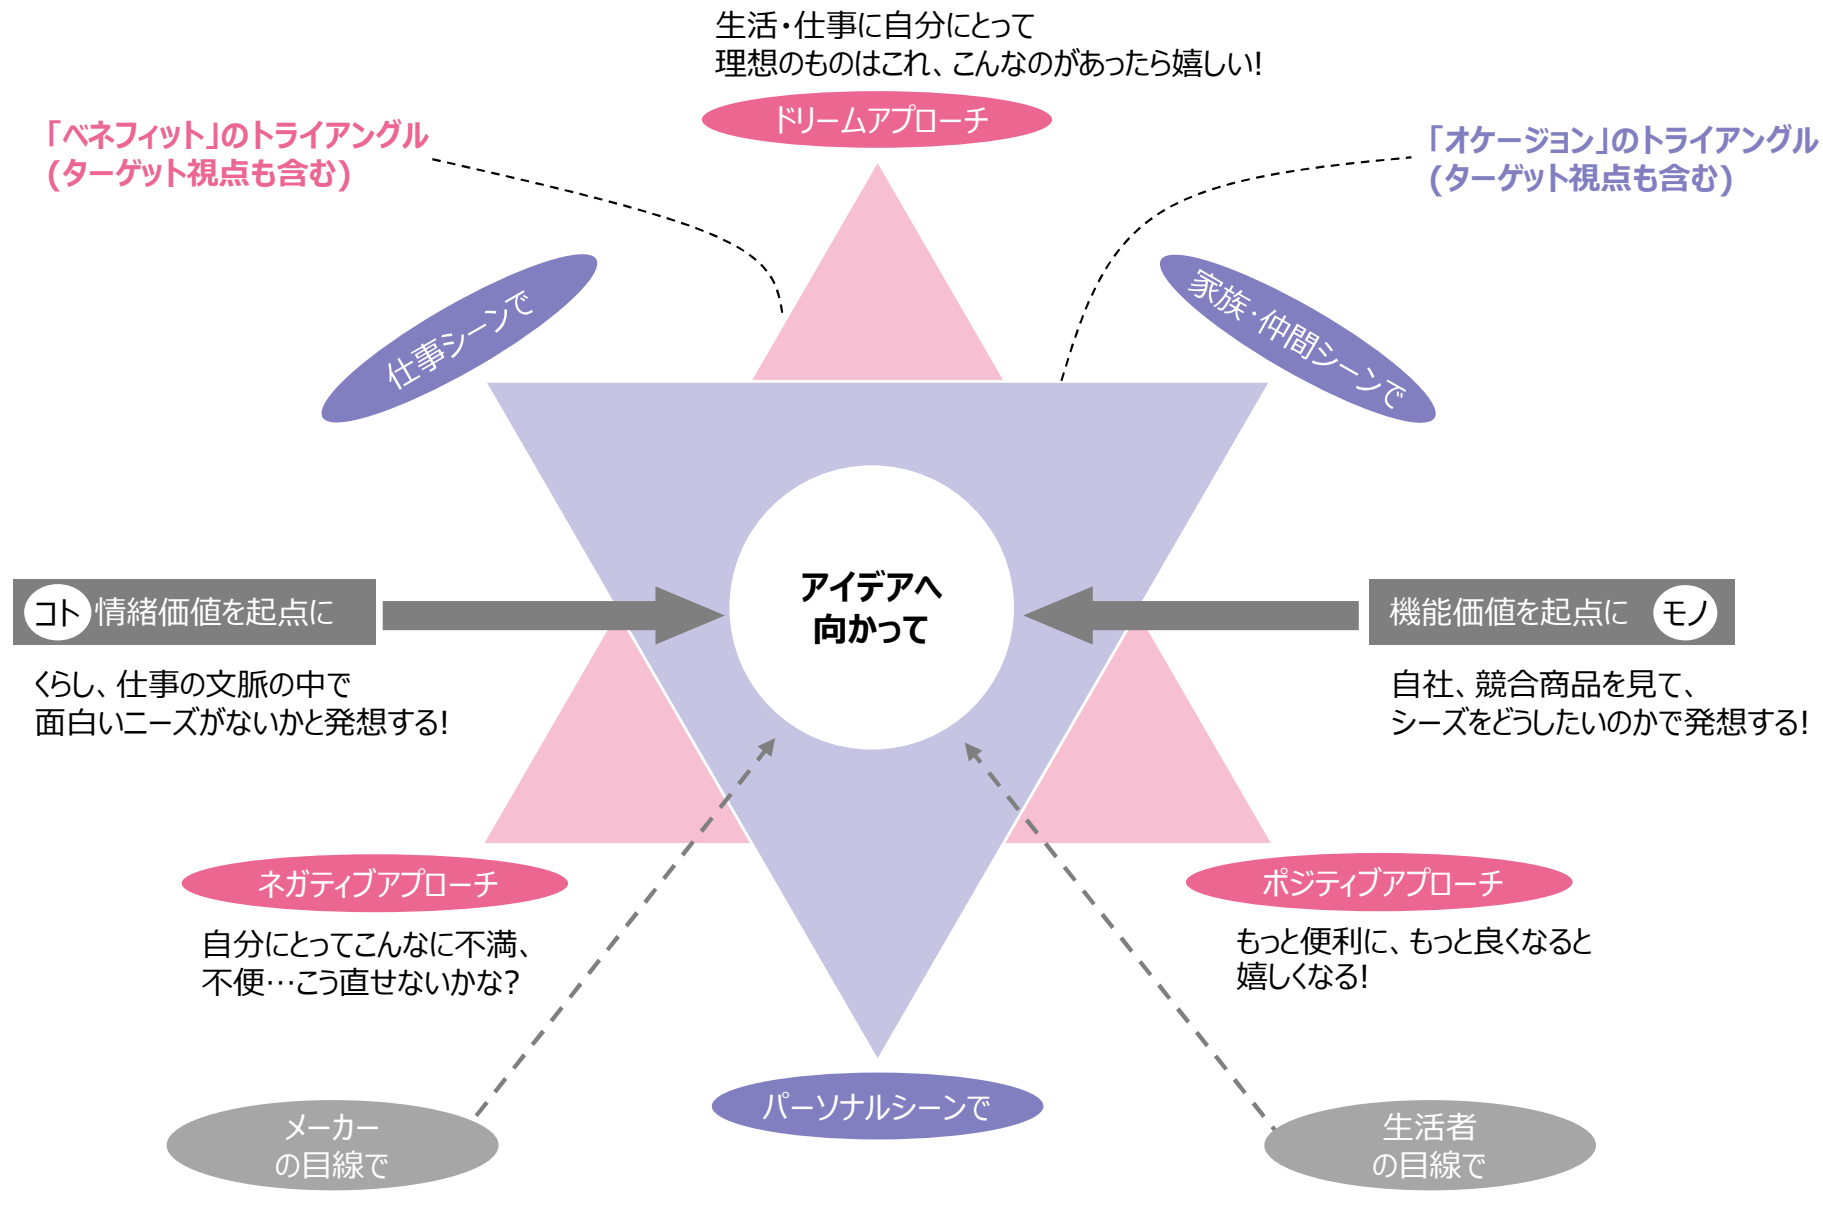 生活・仕事に自分にとって
理想のものはこれ、こんなのがあったら嬉しい!
ドリームアプローチ
「ベネフィット」のトライアングル
(ターゲット視点も含む)
「オケージョン」のトライアングル
(ターゲット視点も含む)
仕事シーンで
家族・仲間シーンで
アイデアへ
向かって
コト 情緒価値を起点に
機能価値を起点に モノ
くらし、仕事の文脈の中で
面白いニーズがないかと発想する!
自社、競合商品を見て、
シーズをどうしたいのかで発想する!
ネガティブアプローチ
ポジティブアプローチ
自分にとってこんなに不満、
不便…こう直せないかな?
もっと便利に、もっと良くなると
嬉しくなる!
パーソナルシーンで
メーカー
の目線で
生活者
の目線で